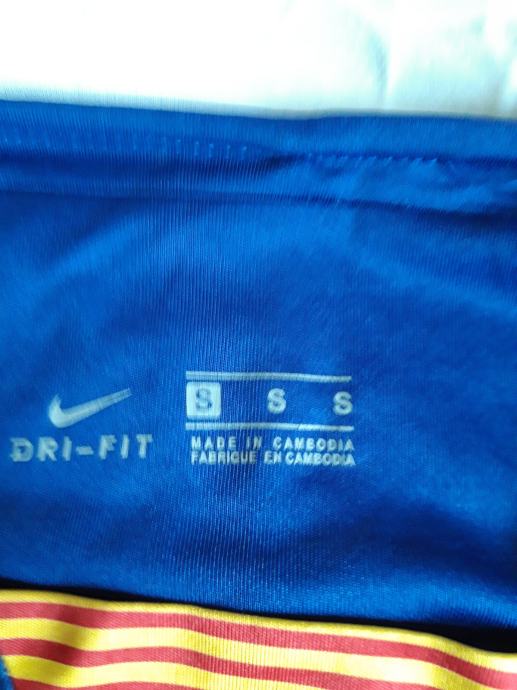 S S S
DRI-FIT
MADE IN CAMBODIA
FABRIQUE EN CAMBODIA